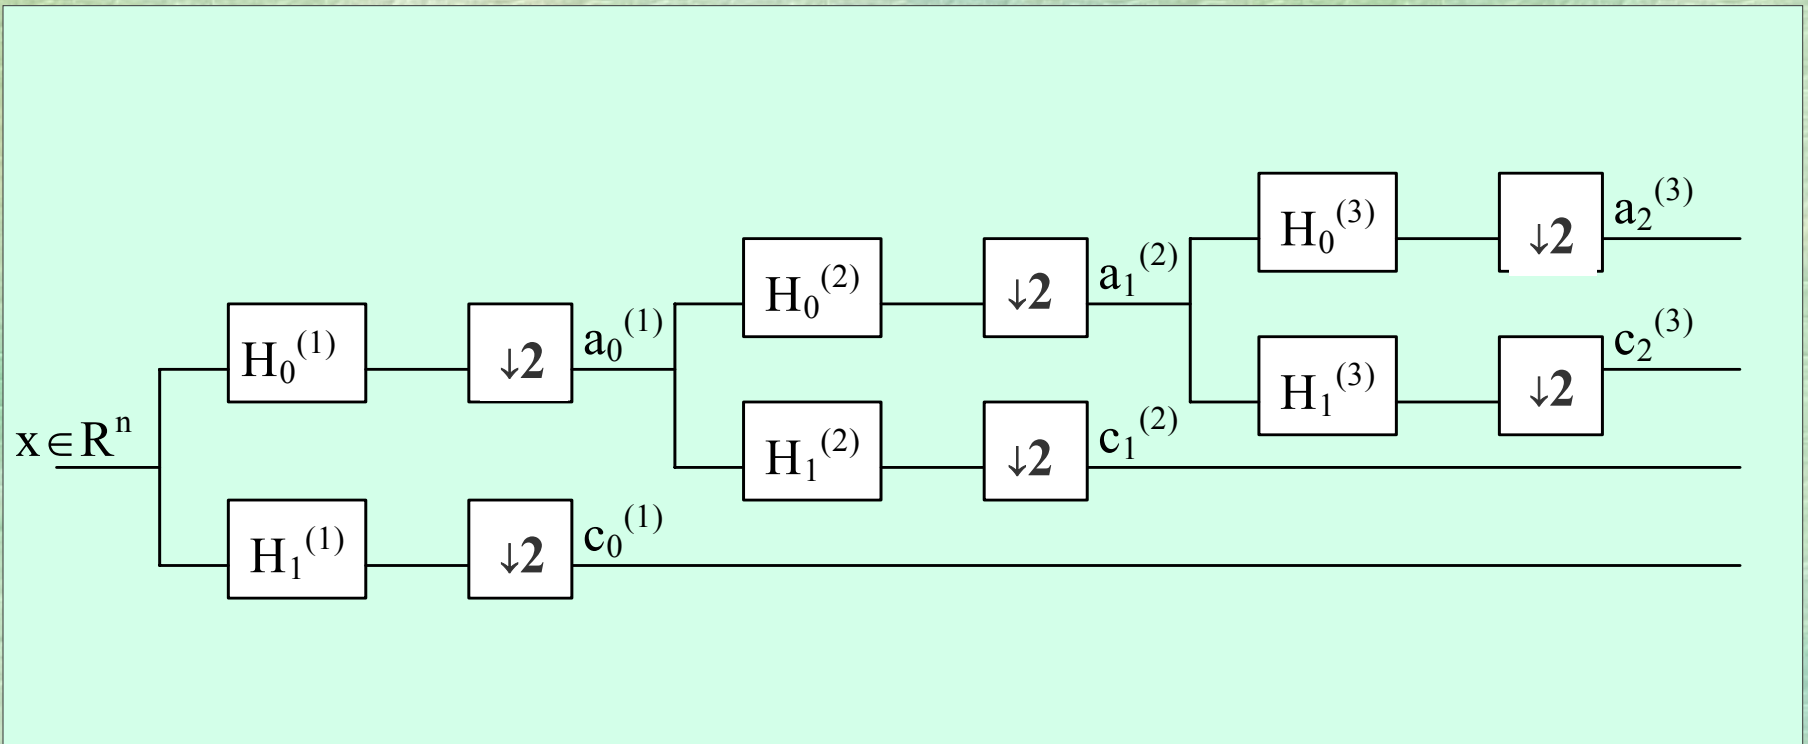 x ∈ Rⁿ
H₀⁽¹⁾
↓2
a₀⁽¹⁾
H₁⁽¹⁾
↓2
c₀⁽¹⁾
H₀⁽²⁾
↓2
a₁⁽²⁾
H₁⁽²⁾
↓2
c₁⁽²⁾
H₀⁽³⁾
↓2
a₂⁽³⁾
H₁⁽³⁾
↓2
c₂⁽³⁾